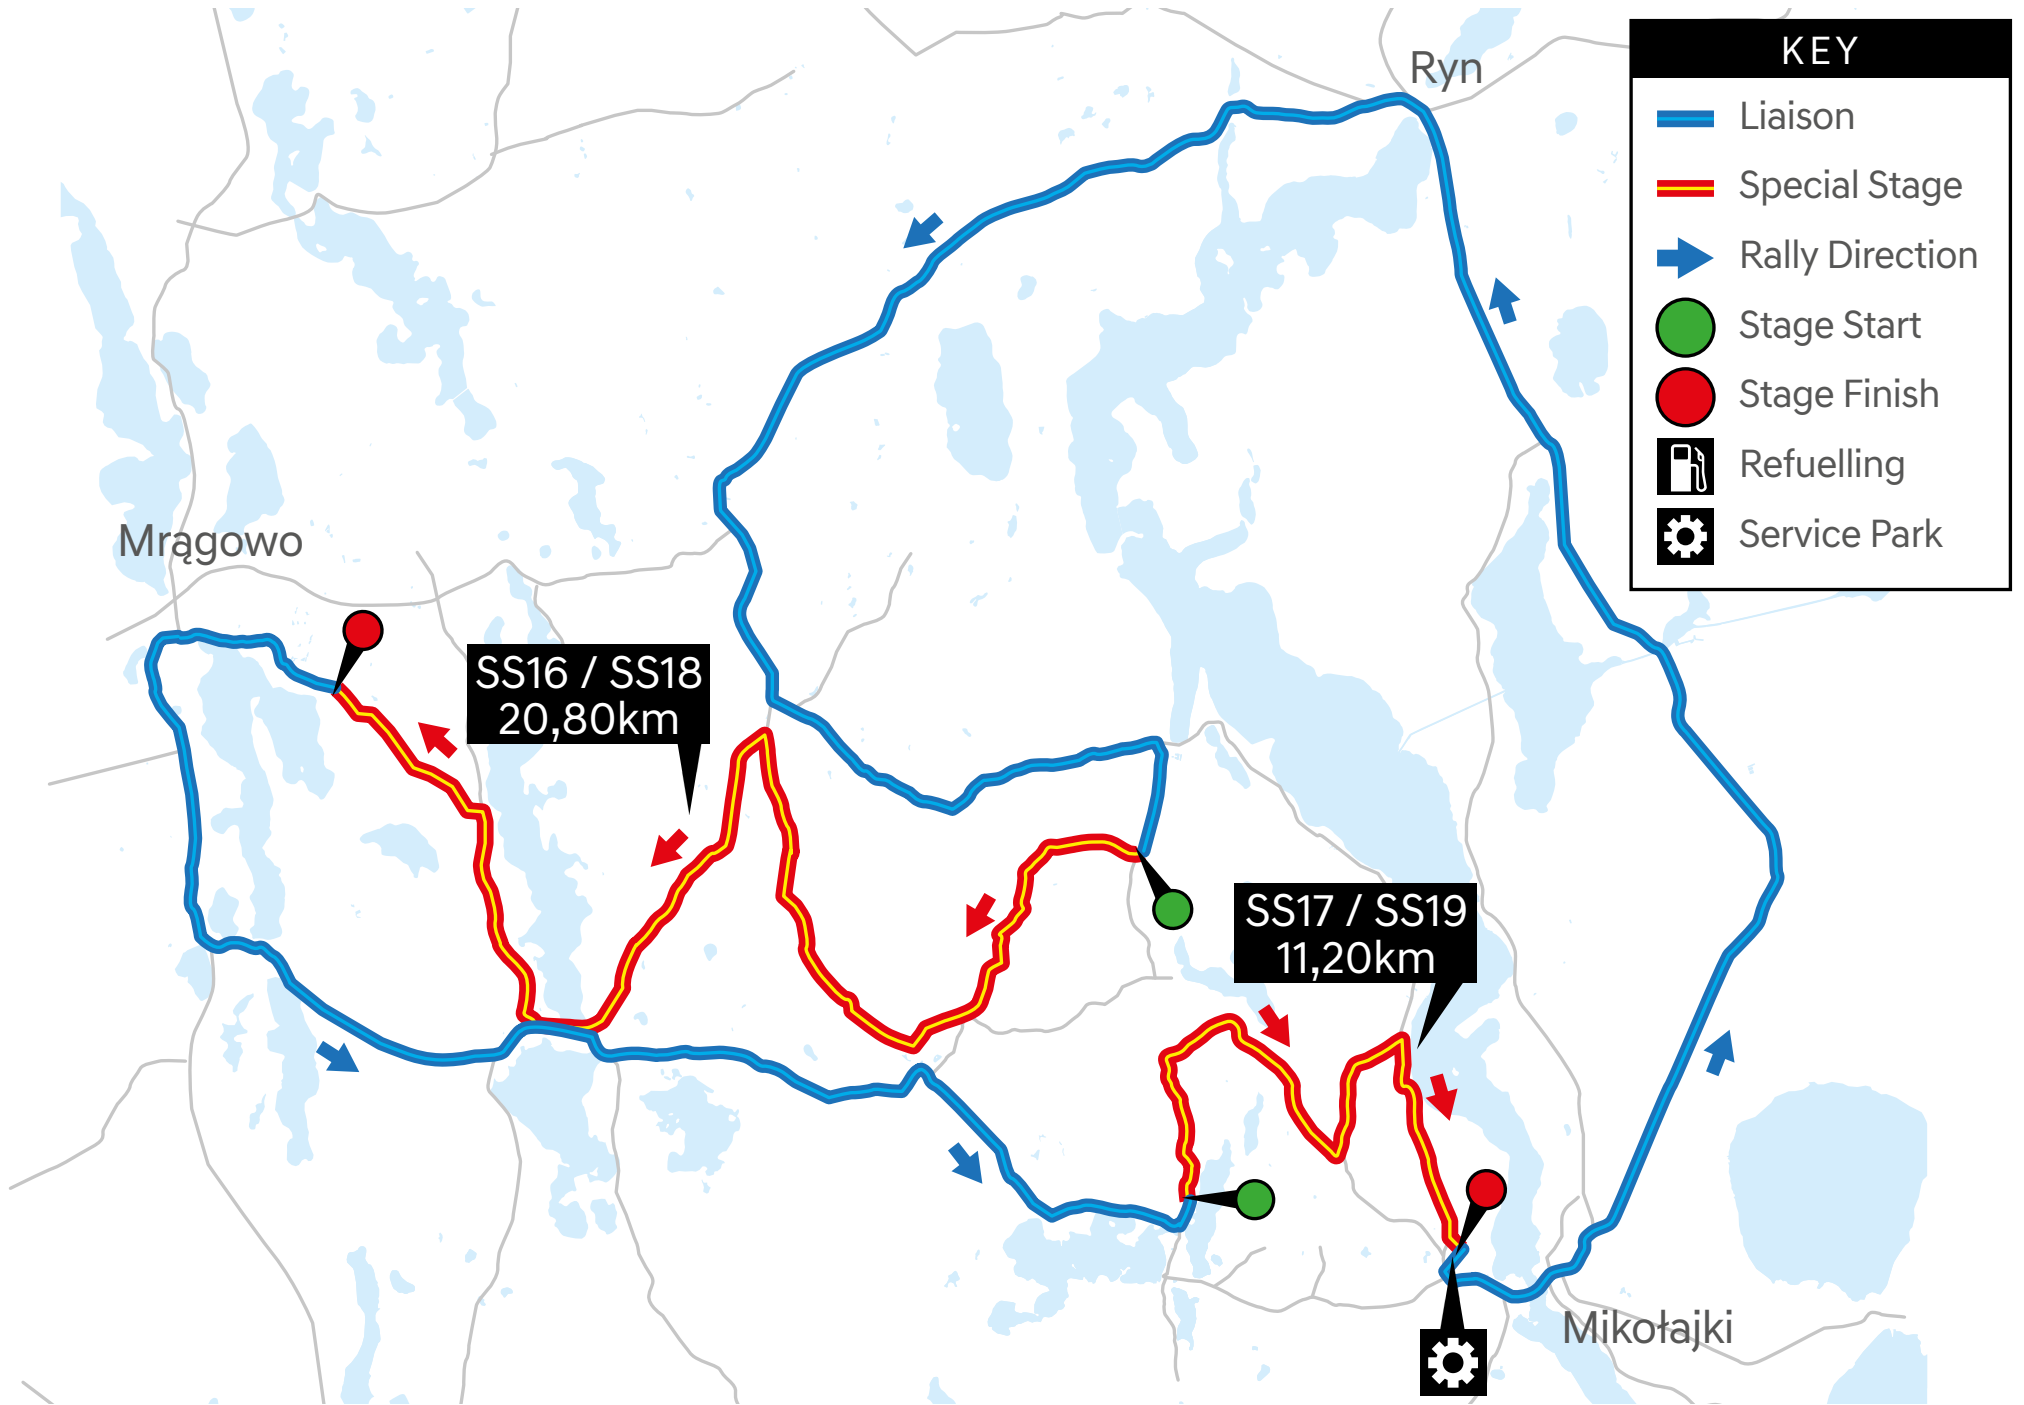 Ryn
KEY
Liaison
Special Stage
Rally Direction
Stage Start
Stage Finish
Refuelling
Service Park
Mrągowo
SS16 / SS18
20,80km
SS17 / SS19
11,20km
Mikołajki